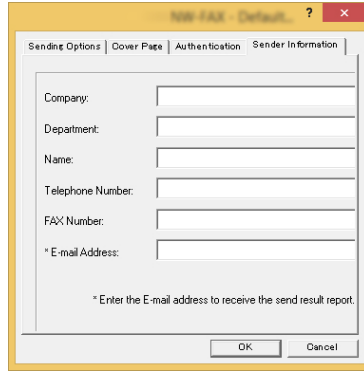 NW-FAX - Default... ? ×
Sending Options Cover Page Authentication Sender Information
Company:
Department:
Name:
Telephone Number:
FAX Number:
* E-mail Address:
* Enter the E-mail address to receive the send result report.
OK Cancel